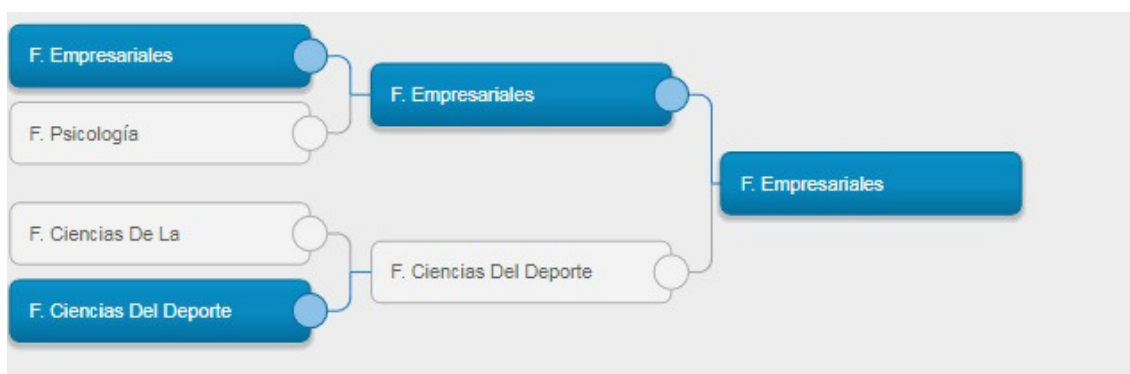 F. Empresariales
F. Psicología
F. Ciencias De La
F. Ciencias Del Deporte
F. Empresariales
F. Ciencias Del Deporte
F. Empresariales